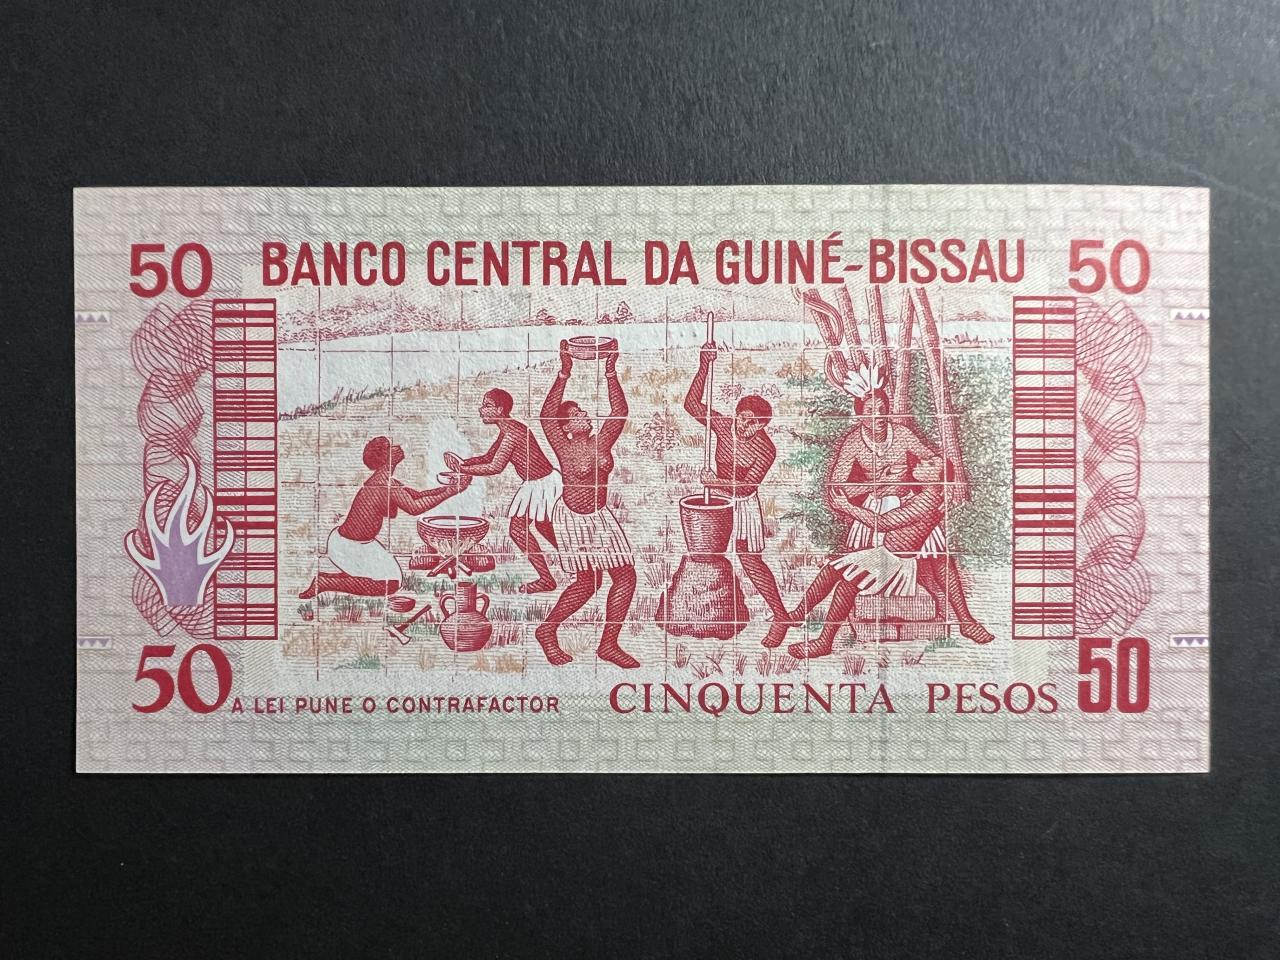 50 BANCO CENTRAL DA GUINÉ-BISSAU 50
50 A LEI PUNE O CONTRAFACTOR CINQUENTA PESOS 50